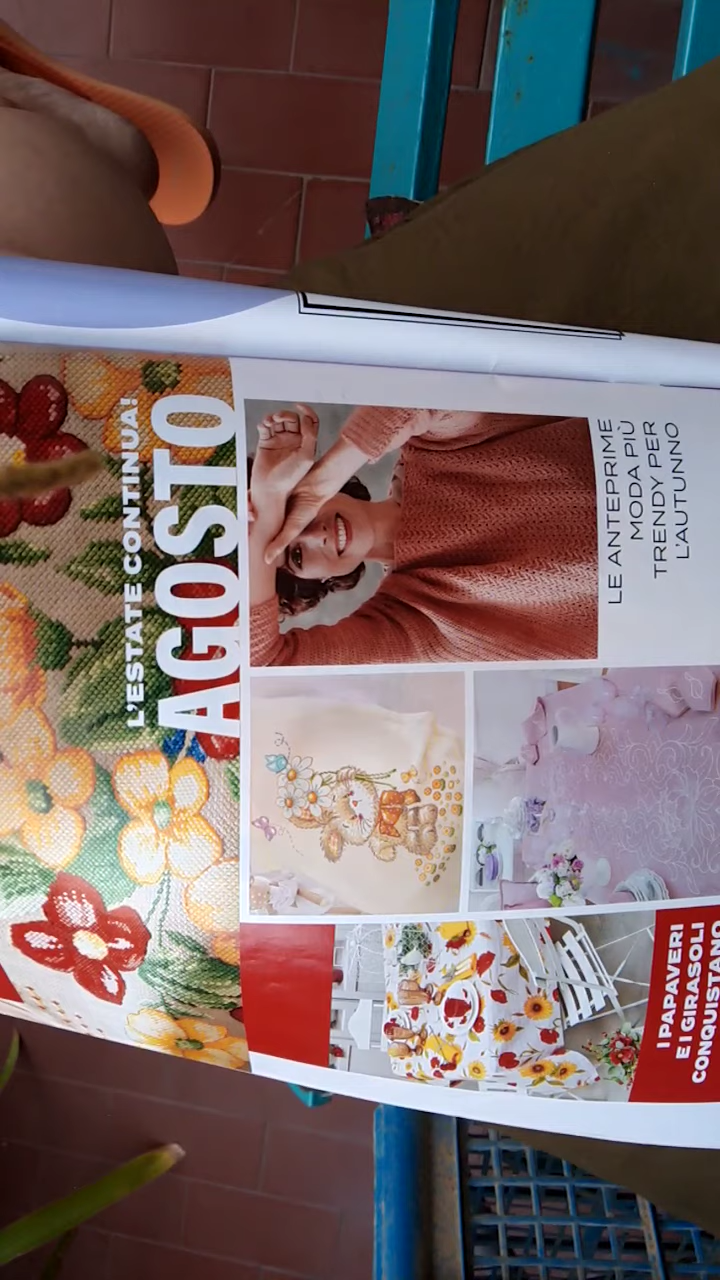 L'ESTATE CONTINUA!
AGOSTO
LE ANTEPRIME
MODA PIÙ
TRENDY PER
L'AUTUNNO
I PAPAVERI
E I GIRASOLI
CONQUISTANO